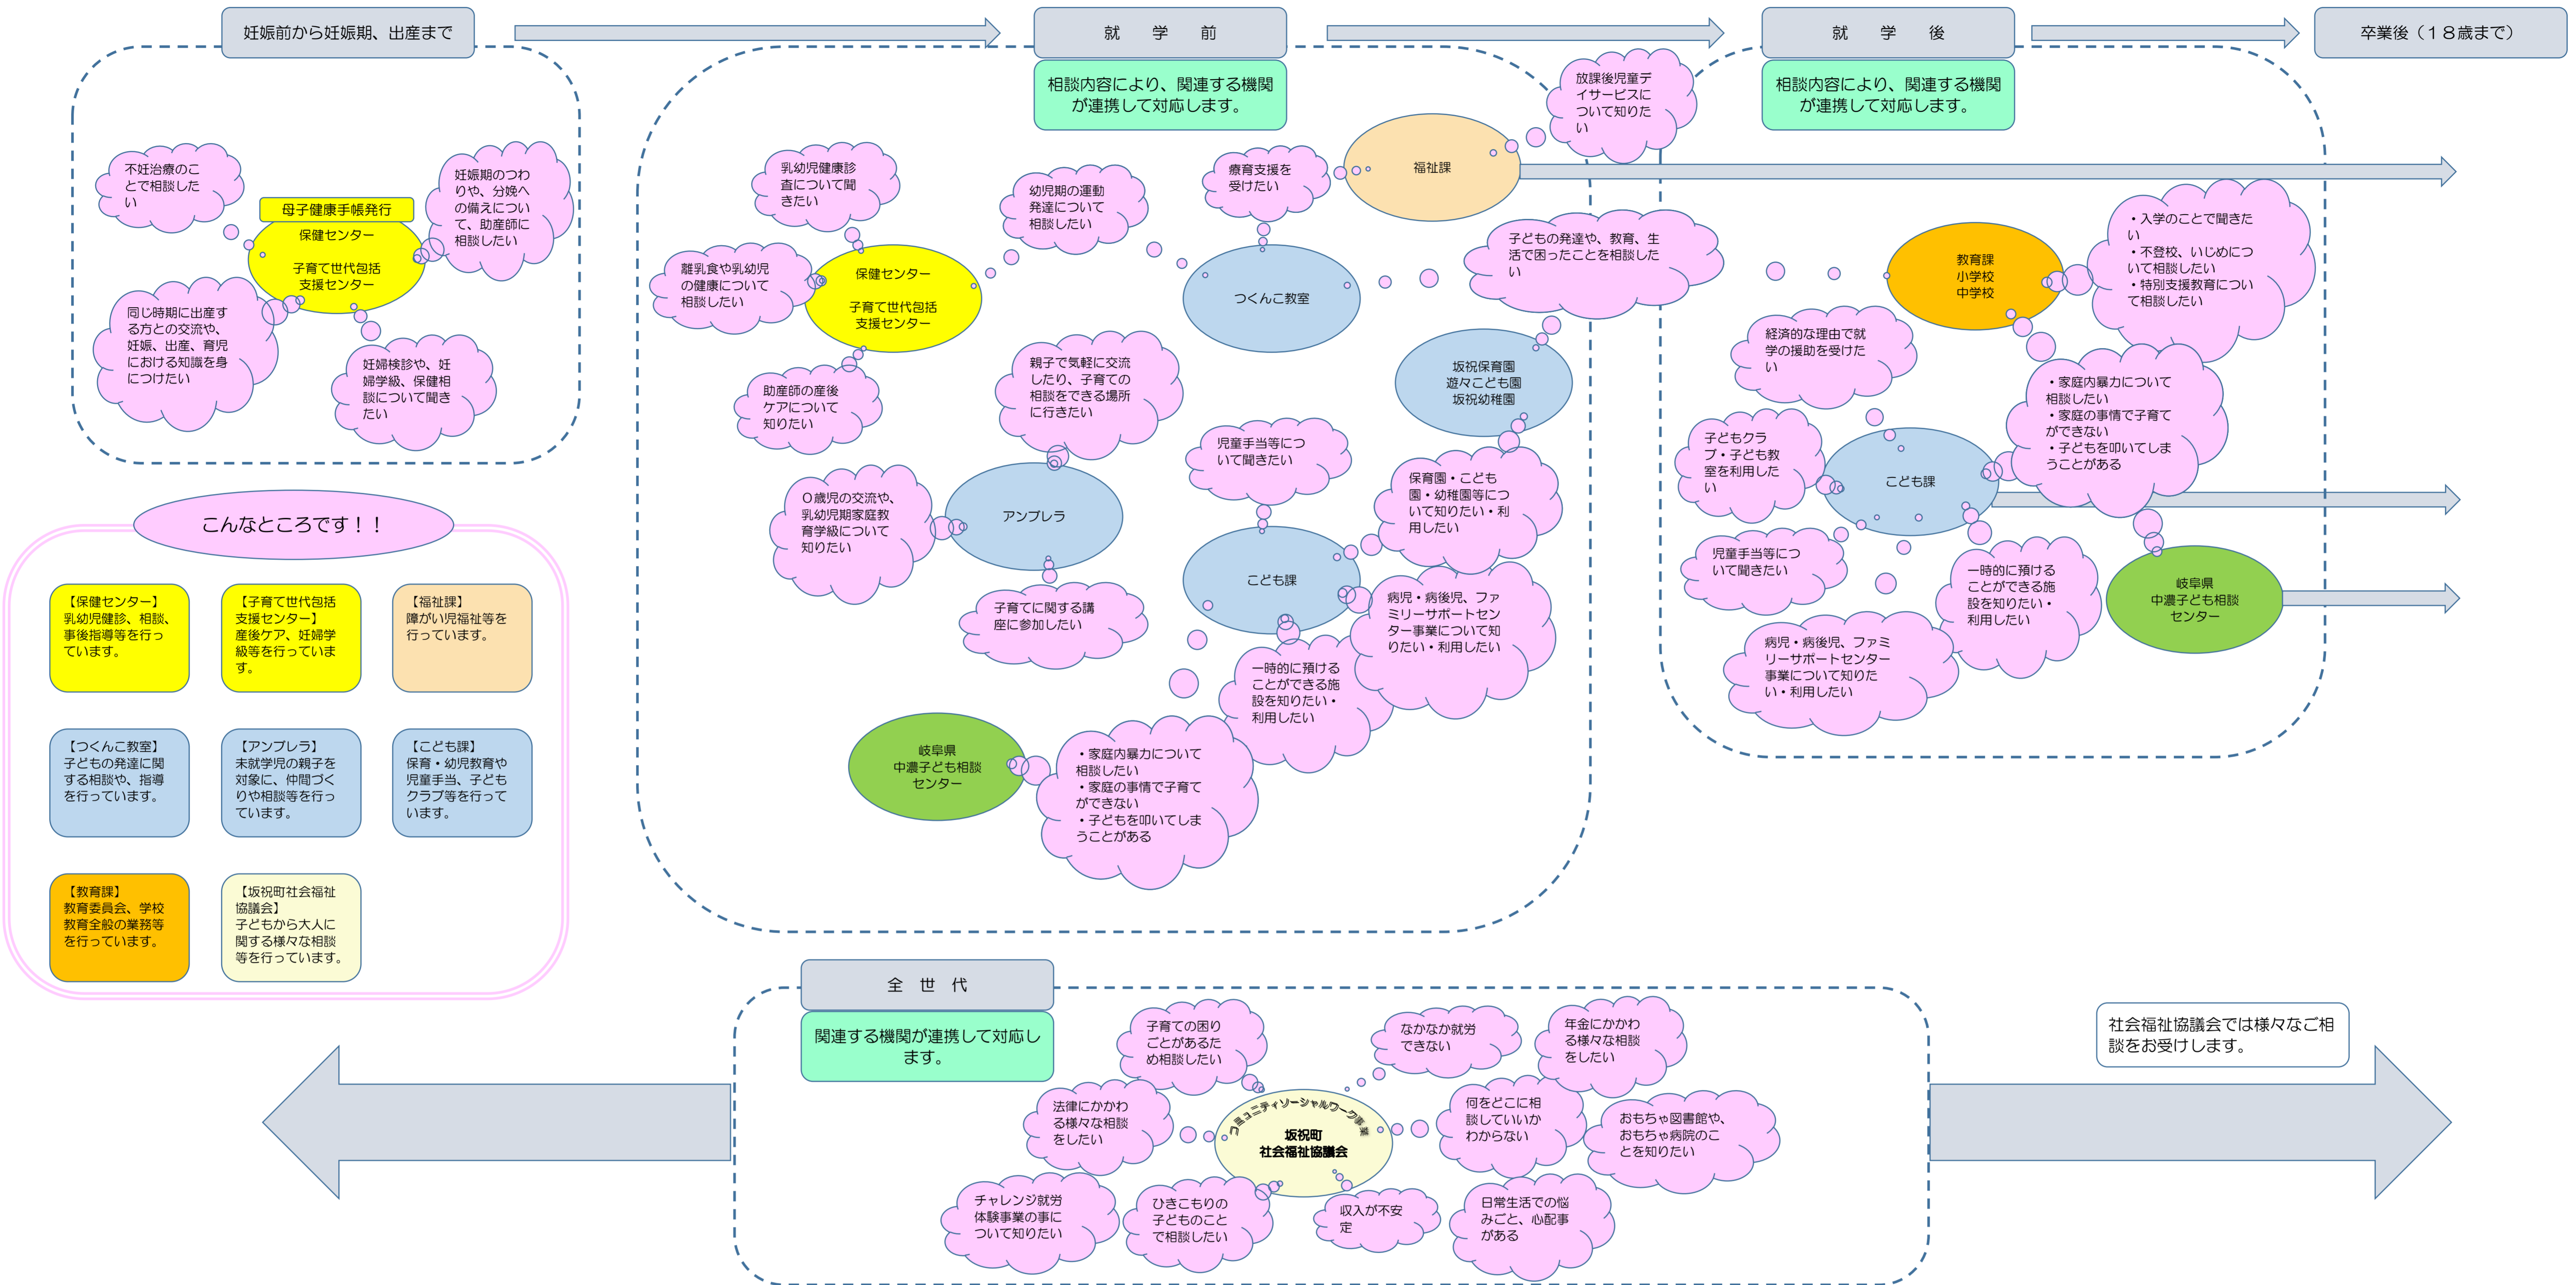 妊娠前から妊娠期、出産まで
就　学　前
就　学　後
卒業後（１８歳まで）
相談内容により、関連する機関
が連携して対応します。
相談内容により、関連する機関
が連携して対応します。
不妊治療のこ
とで相談した
い
母子健康手帳発行
保健センター
子育て世代包括
支援センター
妊娠期のつわ
りや、分娩へ
の備えについ
て、助産師に
相談したい
同じ時期に出産す
る方との交流や、
妊娠、出産、育児
における知識を身
につけたい
妊婦検診や、妊
婦学級、保健相
談について聞き
たい
乳幼児健康診
査について聞
きたい
離乳食や乳幼児
の健康について
相談したい
保健センター
子育て世代包括
支援センター
助産師の産後
ケアについて
知りたい
幼児期の運動
発達について
相談したい
療育支援を
受けたい
福祉課
放課後児童デ
イサービスに
ついて知りた
い
つくんこ教室
子どもの発達や、教育、生
活で困ったことを相談した
い
坂祝保育園
遊々こども園
坂祝幼稚園
親子で気軽に交流
したり、子育ての
相談をできる場所
に行きたい
０歳児の交流や、
乳幼児期家庭教
育学級について
知りたい
アンブレラ
子育てに関する講
座に参加したい
児童手当等につ
いて聞きたい
保育園・こども
園・幼稚園等につ
いて知りたい・利
用したい
こども課
病児・病後児、ファ
ミリーサポートセン
ター事業について知
りたい・利用したい
一時的に預ける
ことができる施
設を知りたい・
利用したい
岐阜県
中濃子ども相談
センター
・家庭内暴力について
相談したい
・家庭の事情で子育て
ができない
・子どもを叩いてしま
うことがある
教育課
小学校
中学校
・入学のことで聞きた
い
・不登校、いじめにつ
いて相談したい
・特別支援教育につい
て相談したい
経済的な理由で就
学の援助を受けた
い
・家庭内暴力について
相談したい
・家庭の事情で子育て
ができない
・子どもを叩いてしま
うことがある
子どもクラ
ブ・子ども教
室を利用した
い
こども課
児童手当等につ
いて聞きたい
一時的に預ける
ことができる施
設を知りたい・
利用したい
病児・病後児、ファミ
リーサポートセンター
事業について知りた
い・利用したい
岐阜県
中濃子ども相談
センター
こんなところです！！
【保健センター】
乳幼児健診、相談、
事後指導等を行っ
ています。
【子育て世代包括
支援センター】
産後ケア、妊婦学
級等を行っていま
す。
【福祉課】
障がい児福祉等を
行っています。
【つくんこ教室】
子どもの発達に関
する相談や、指導
を行っています。
【アンブレラ】
未就学児の親子を
対象に、仲間づく
りや相談等を行っ
ています。
【こども課】
保育・幼児教育や
児童手当、子ども
クラブ等を行って
います。
【教育課】
教育委員会、学校
教育全般の業務等
を行っています。
【坂祝町社会福祉
協議会】
子どもから大人に
関する様々な相談
等を行っています。
全　世　代
関連する機関が連携して対応し
ます。
子育ての困り
ごとがあるた
め相談したい
なかなか就労
できない
年金にかかわ
る様々な相談
をしたい
法律にかかわ
る様々な相談
をしたい
コミュニティソーシャルワーク事業
坂祝町
社会福祉協議会
何をどこに相
談していいか
わからない
おもちゃ図書館や、
おもちゃ病院のこ
とを知りたい
チャレンジ就労
体験事業の事に
ついて知りたい
ひきこもりの
子どものこと
で相談したい
収入が不安
定
日常生活での悩
みごと、心配事
がある
社会福祉協議会では様々なご相
談をお受けします。